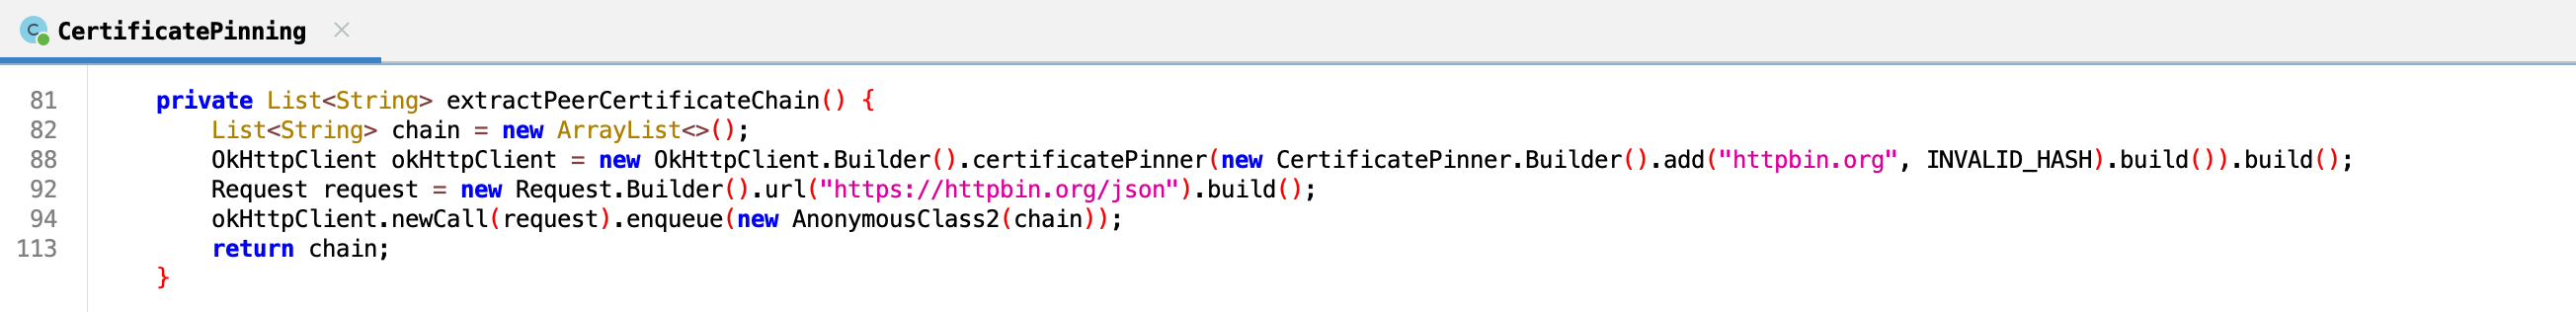 C CertificatePinning ×
81 private List<String> extractPeerCertificateChain() {
82 List<String> chain = new ArrayList<>();
88 OkHttpClient okHttpClient = new OkHttpClient.Builder().certificatePinner(new CertificatePinner.Builder().add("httpbin.org", INVALID_HASH).build()).build();
92 Request request = new Request.Builder().url("https://httpbin.org/json").build();
94 okHttpClient.newCall(request).enqueue(new AnonymousClass2(chain));
113 return chain;
}